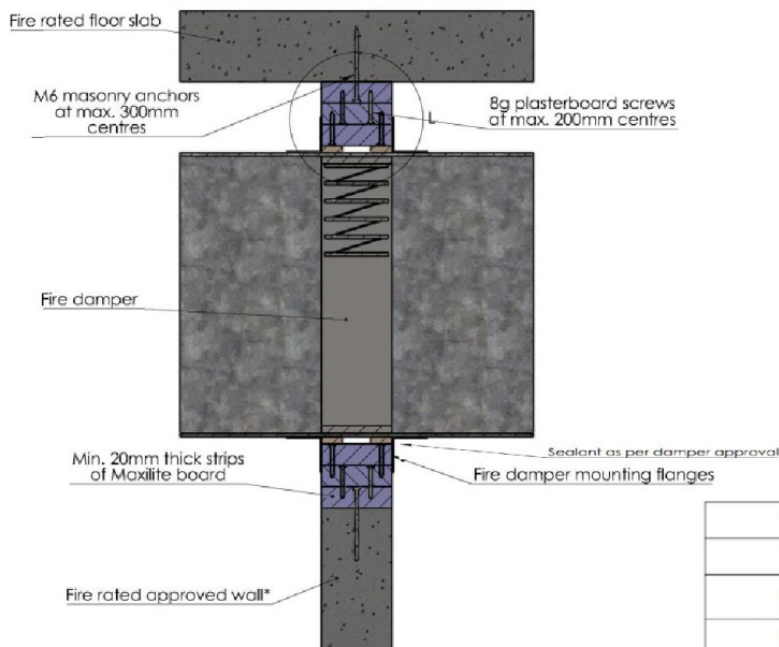 Fire rated floor slab
M6 masonry anchors
at max. 300mm
centres
8g plasterboard screws
at max. 200mm centres
L
Fire damper
Sealant as per damper approval
Min. 20mm thick strips
of Maxilite board
Fire damper mounting flanges
Fire rated approved wall*